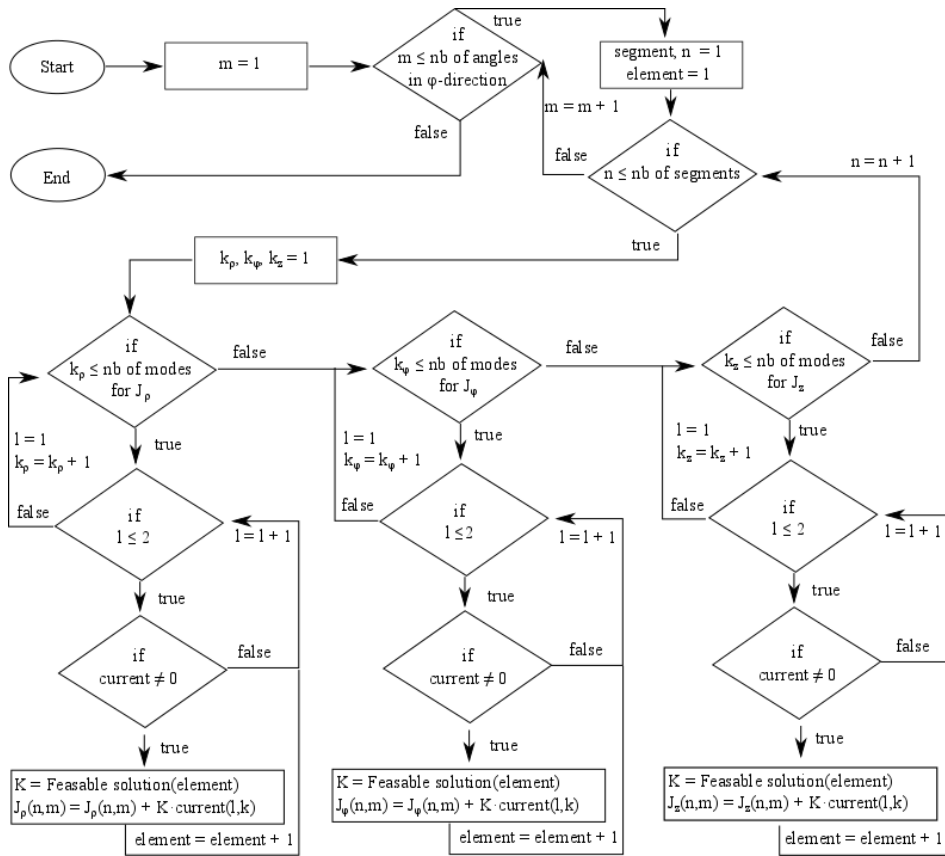 true
Start
m = 1
if
m ≤ nb of angles
in φ-direction
segment, n = 1
element = 1
m = m + 1
false
false
if
n ≤ nb of segments
n = n + 1
End
true
kρ, kφ, kz = 1
if
kρ ≤ nb of modes
for Jρ
false
if
kφ ≤ nb of modes
for Jφ
false
if
kz ≤ nb of modes
for Jz
false
l = 1
kρ = kρ + 1
true
l = 1
kφ = kφ + 1
true
l = 1
kz = kz + 1
true
false
if
l ≤ 2
l = l + 1
false
if
l ≤ 2
l = l + 1
false
if
l ≤ 2
l = l + 1
true
true
true
if
current ≠ 0
false
if
current ≠ 0
false
if
current ≠ 0
false
true
true
true
K = Feasable solution(element)
Jρ(n,m) = Jρ(n,m) + K·current(l,k)
element = element + 1
K = Feasable solution(element)
Jφ(n,m) = Jφ(n,m) + K·current(l,k)
element = element + 1
K = Feasable solution(element)
Jz(n,m) = Jz(n,m) + K·current(l,k)
element = element + 1